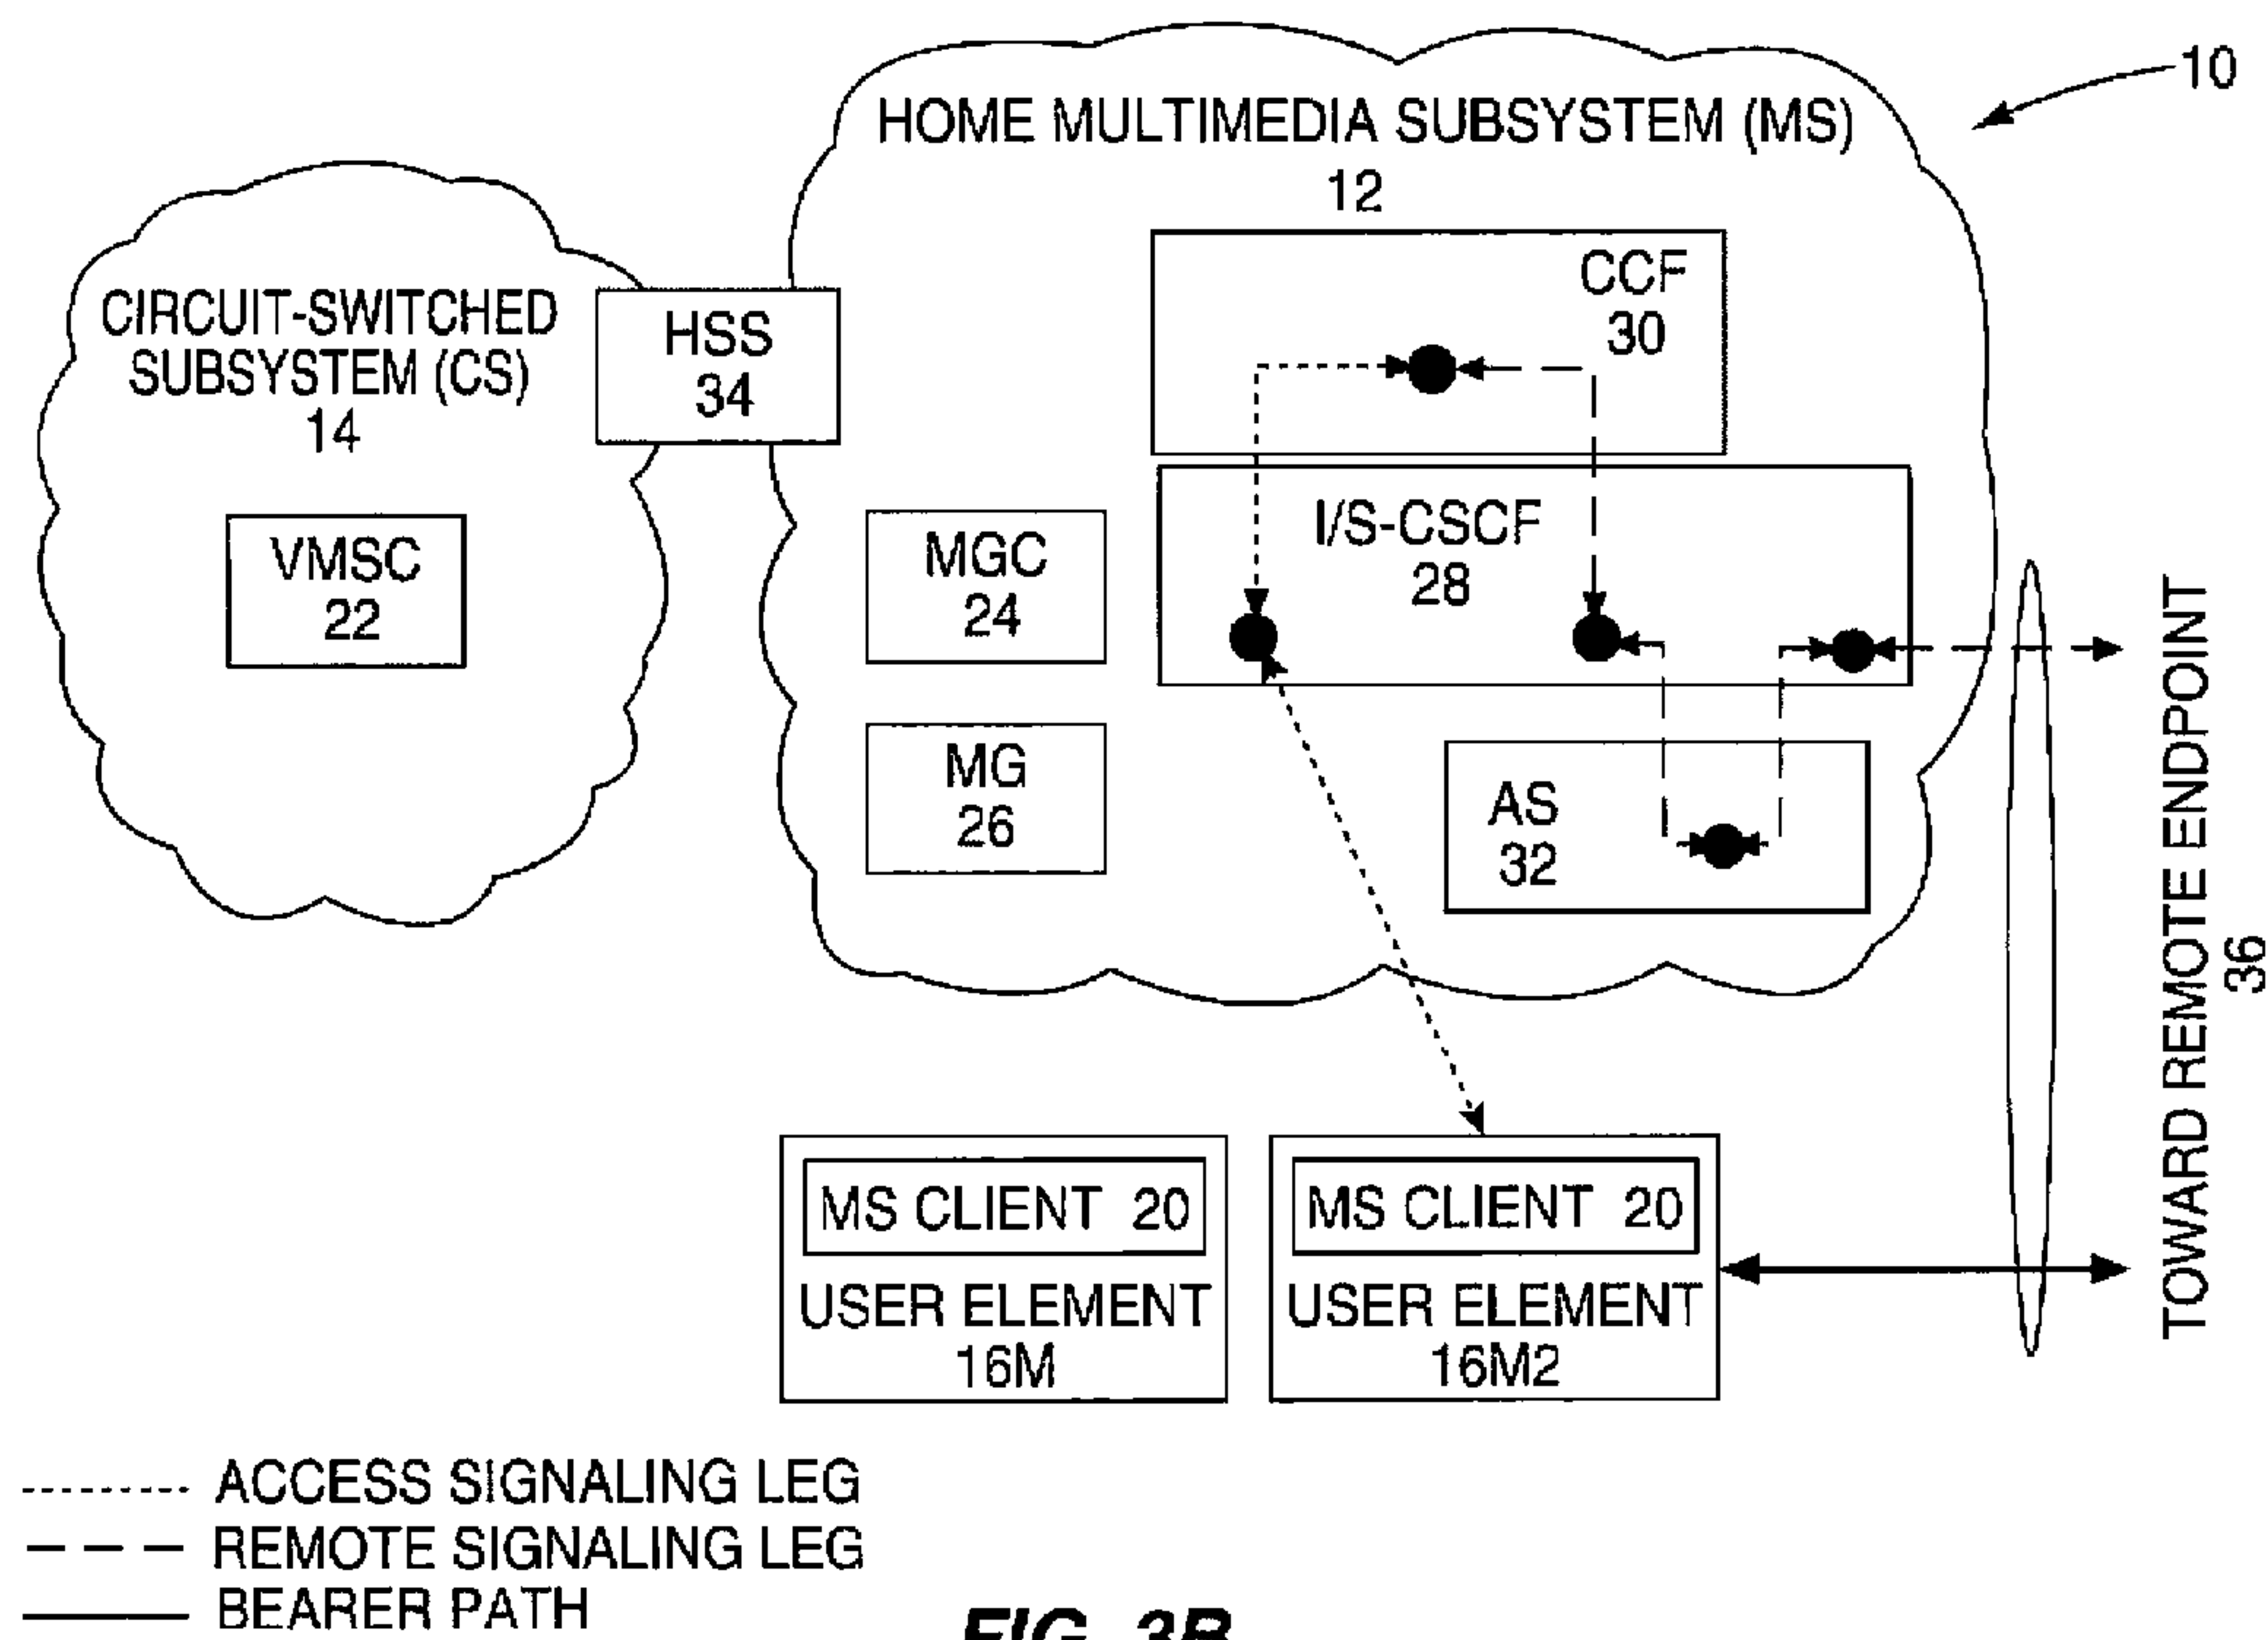 10
HOME MULTIMEDIA SUBSYSTEM (MS)
12
CIRCUIT-SWITCHED
SUBSYSTEM (CS)
14
HSS
34
CCF
30
VMSC
22
MGC
24
I/S-CSCF
28
MG
26
AS
32
TOWARD REMOTE ENDPOINT
36
MS CLIENT 20
USER ELEMENT
16M
MS CLIENT 20
USER ELEMENT
16M2
ACCESS SIGNALING LEG
REMOTE SIGNALING LEG
BEARER PATH
FIG. 3B